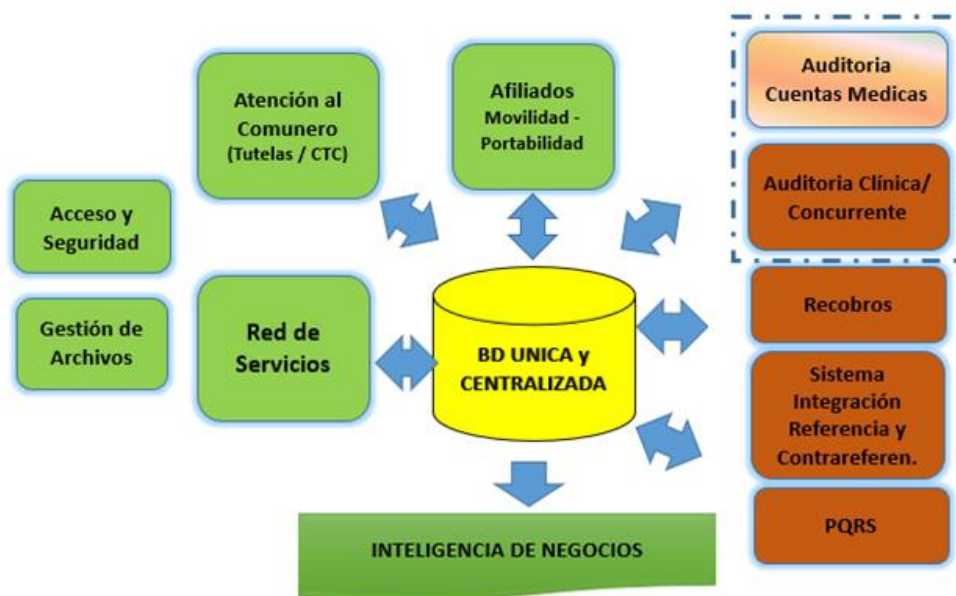 Atención al
Comunero
(Tutelas / CTC)
Afiliados
Movilidad -
Portabilidad
Auditoria
Cuentas Medicas
Auditoria Clínica/
Concurrente
Acceso y
Seguridad
Gestión de
Archivos
Red de
Servicios
BD UNICA y
CENTRALIZADA
Recobros
Sistema
Integración
Referencia y
Contrareferen.
PQRS
INTELIGENCIA DE NEGOCIOS